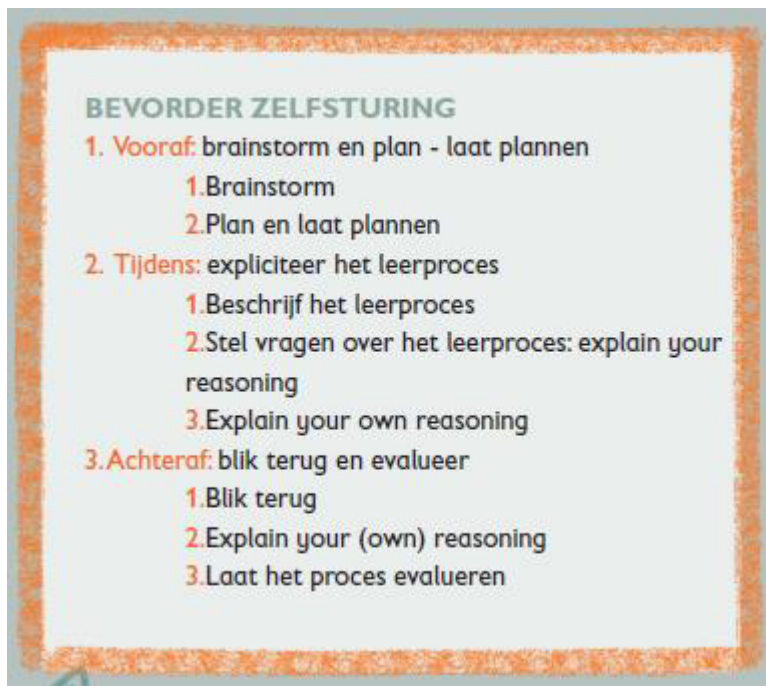 BEVORDER ZELFSTURING
1. Vooraf: brainstorm en plan - laat plannen
1.Brainstorm
2.Plan en laat plannen
2. Tijdens: expliciteer het leerproces
1.Beschrijf het leerproces
2.Stel vragen over het leerproces: explain your
reasoning
3.Explain your own reasoning
3.Achteraf: blik terug en evalueer
1.Blik terug
2.Explain your (own) reasoning
3.Laat het proces evalueren